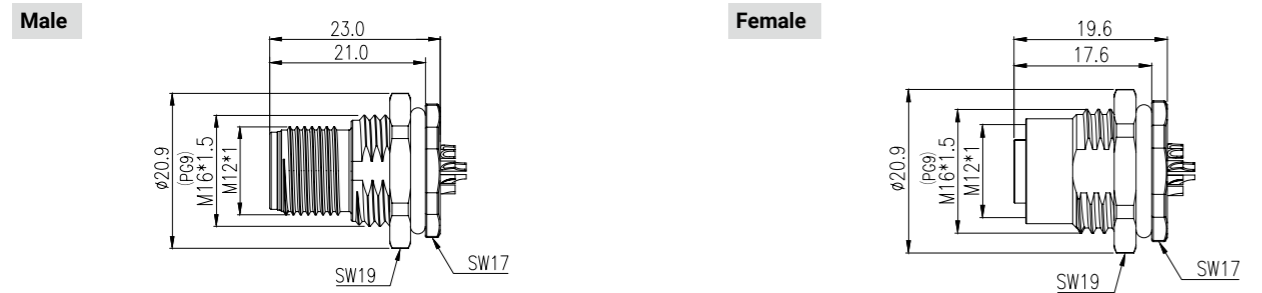 Male
23.0
21.0
ø20.9
(PG9)
M16*1.5
M12*1
SW19
SW17
Female
19.6
17.6
ø20.9
(PG9)
M16*1.5
M12*1
SW19
SW17